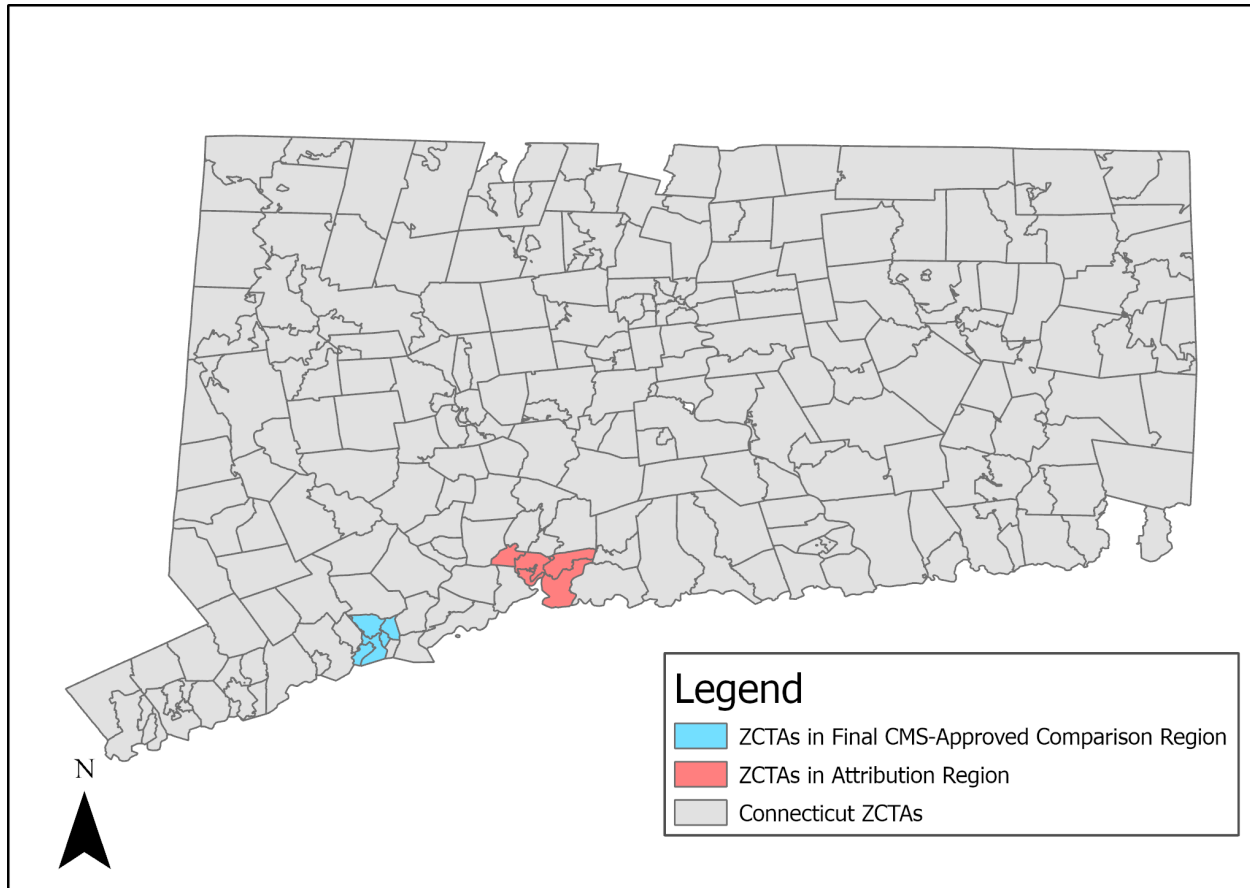 Legend
ZCTAs in Final CMS-Approved Comparison Region
ZCTAs in Attribution Region
Connecticut ZCTAs
N